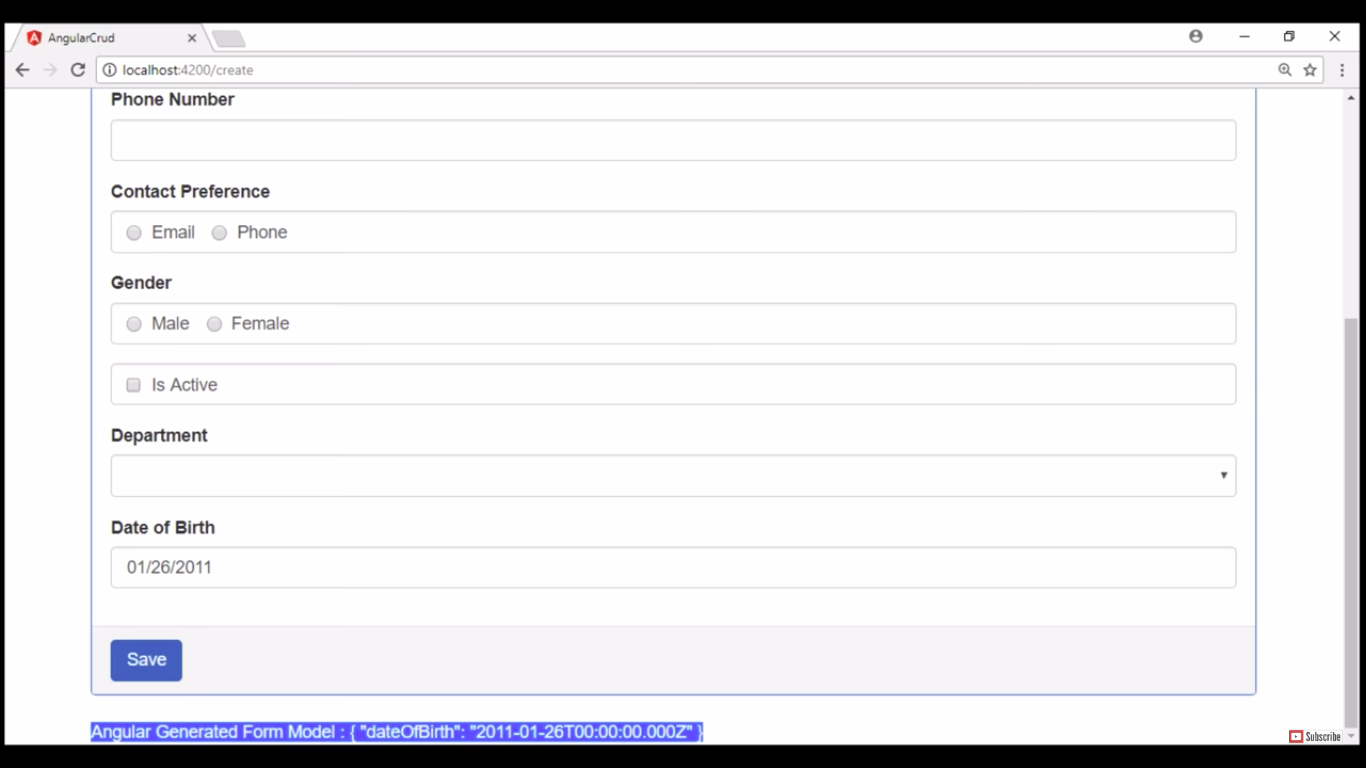 AngularCrud
localhost:4200/create
Phone Number
Contact Preference
Email Phone
Gender
Male Female
Is Active
Department
Date of Birth
01/26/2011
Save
Angular Generated Form Model : { "dateOfBirth": "2011-01-26T00:00:00.000Z" }
Subscribe